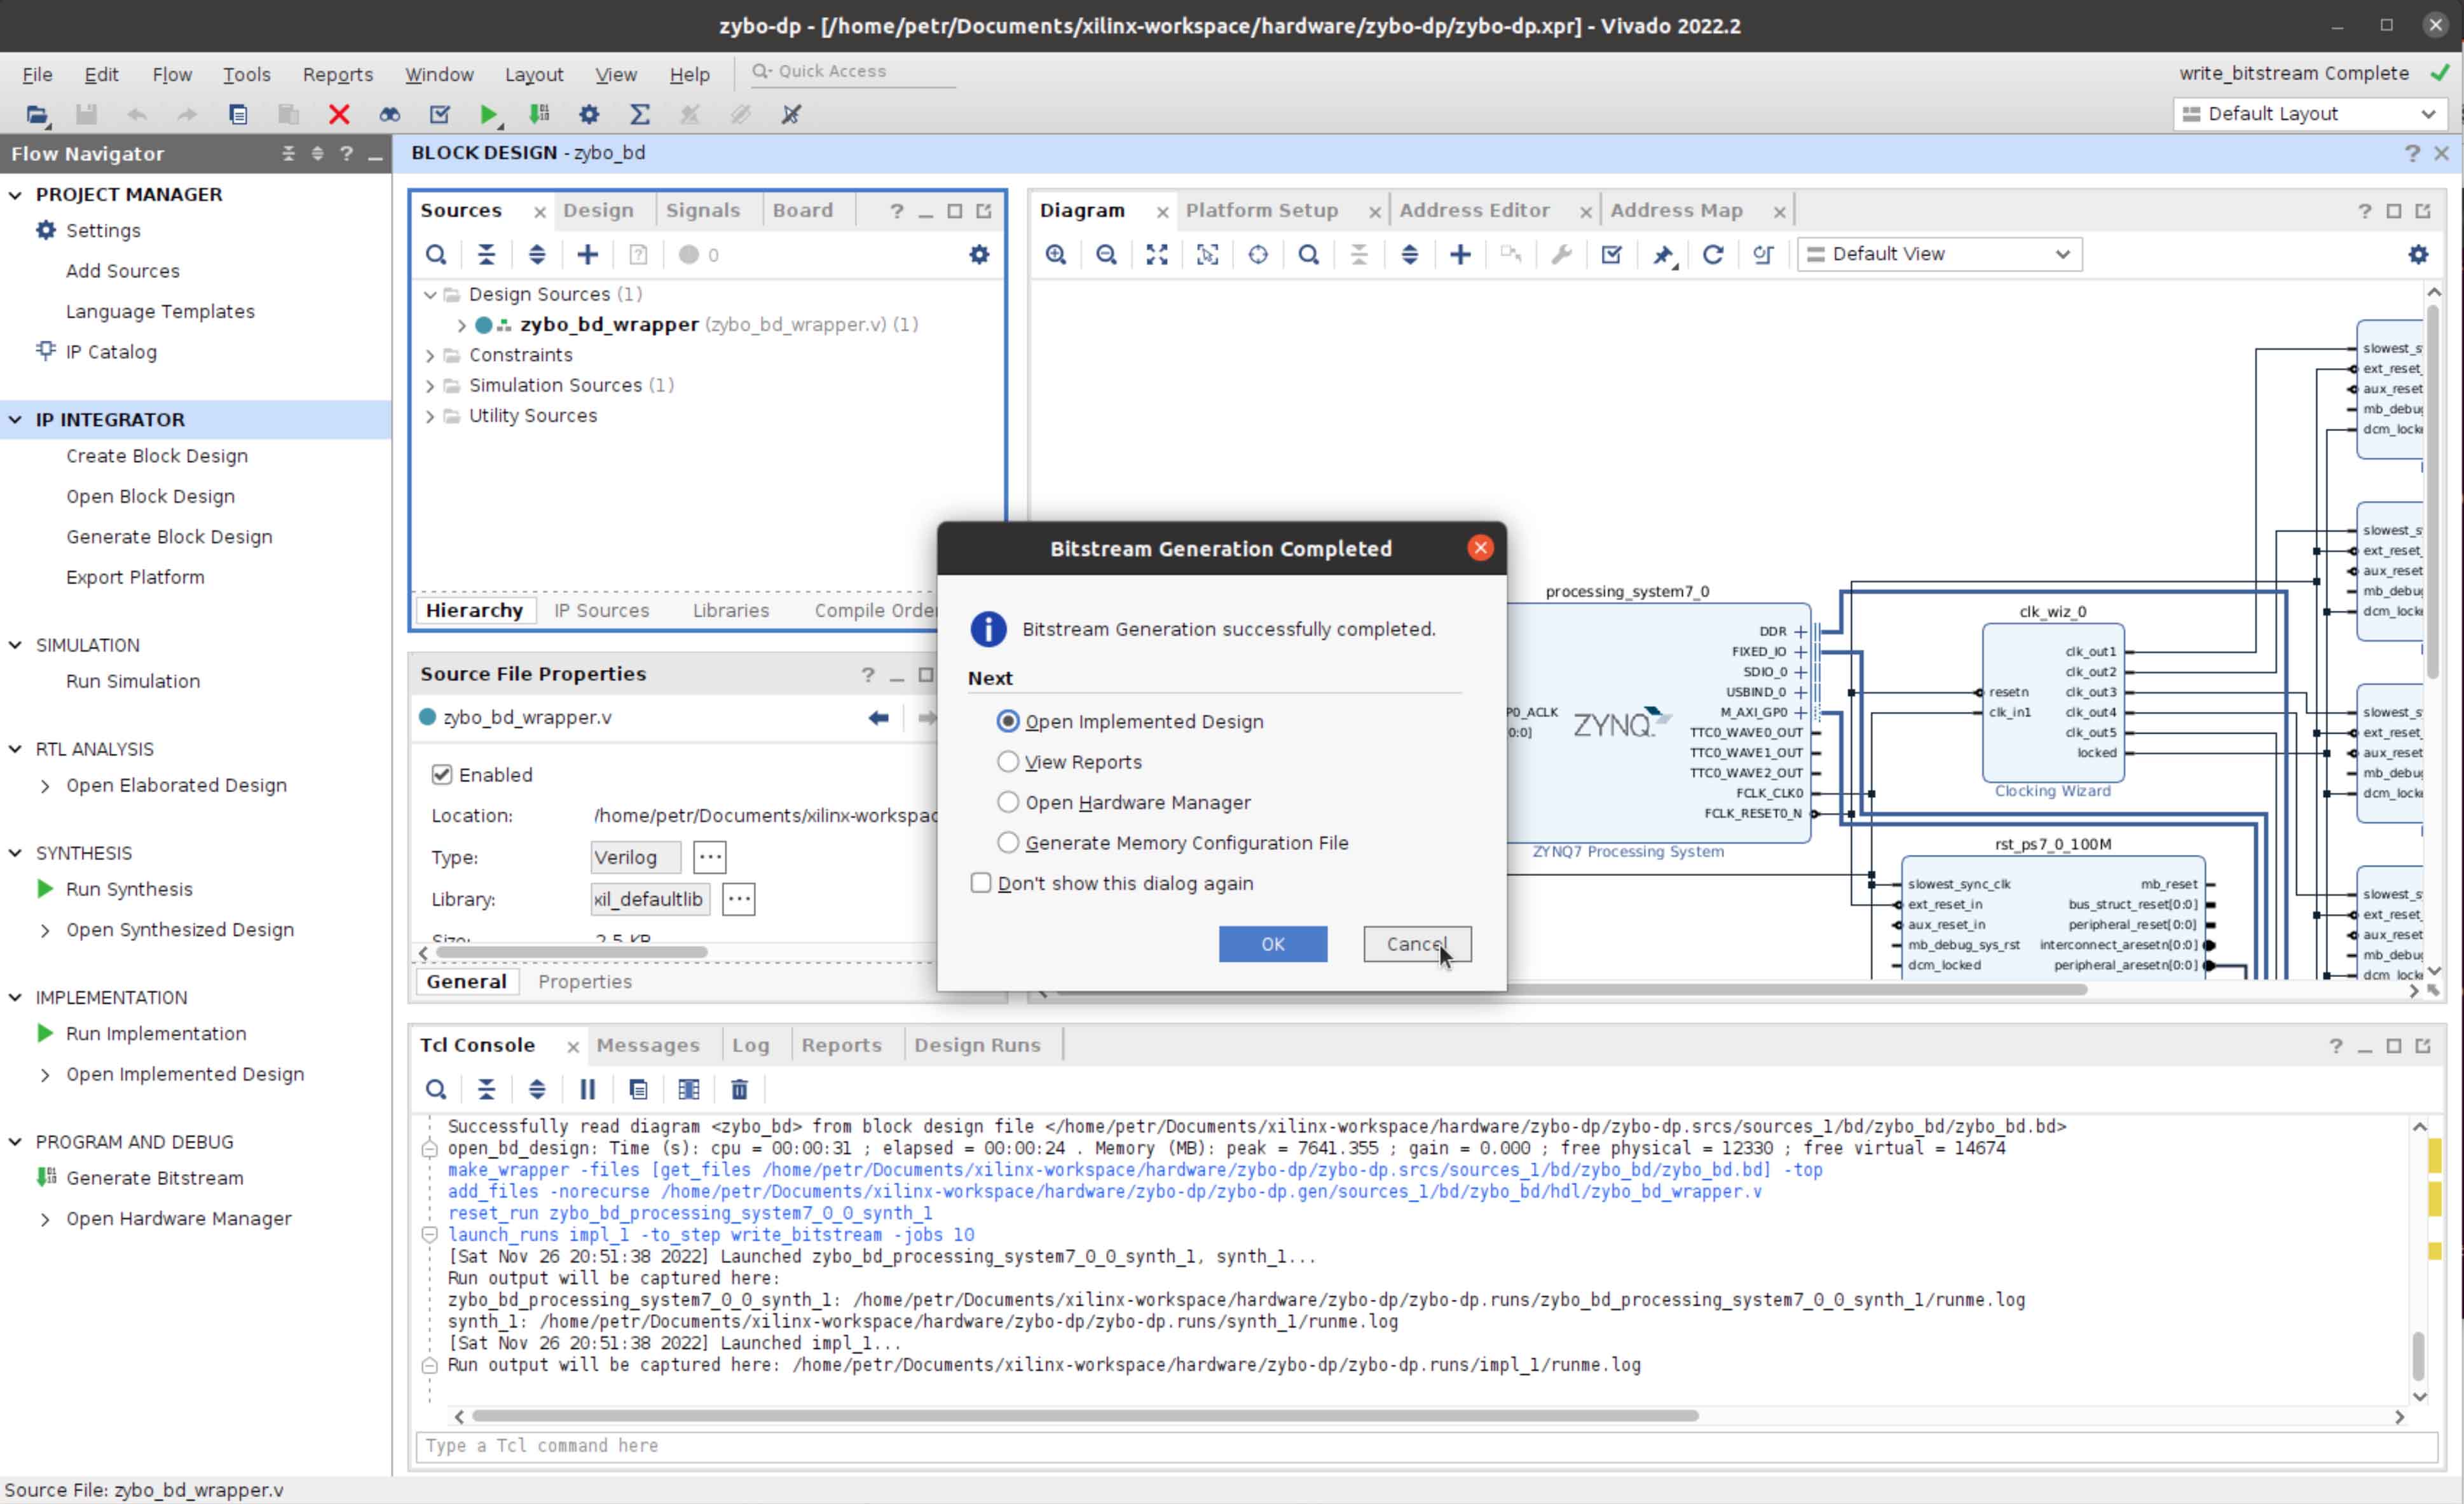 zybo-dp - [/home/petr/Documents/xilinx-workspace/hardware/zybo-dp/zybo-dp.xpr] - Vivado 2022.2
File Edit Flow Tools Reports Window Layout View Help Quick Access
write_bitstream Complete
Default Layout
Flow Navigator
PROJECT MANAGER
Settings
Add Sources
Language Templates
IP Catalog
IP INTEGRATOR
Create Block Design
Open Block Design
Generate Block Design
Export Platform
SIMULATION
Run Simulation
RTL ANALYSIS
Open Elaborated Design
SYNTHESIS
Run Synthesis
Open Synthesized Design
IMPLEMENTATION
Run Implementation
Open Implemented Design
PROGRAM AND DEBUG
Generate Bitstream
Open Hardware Manager
BLOCK DESIGN - zybo_bd
Sources Design Signals Board
0
Design Sources (1)
zybo_bd_wrapper (zybo_bd_wrapper.v) (1)
Constraints
Simulation Sources (1)
Utility Sources
Hierarchy IP Sources Libraries Compile Order
Source File Properties
zybo_bd_wrapper.v
Enabled
Location: /home/petr/Documents/xilinx-workspac
Type: Verilog
Library: xil_defaultlib
Size: 2.5 KB
General Properties
Diagram Platform Setup Address Editor Address Map
Default View
processing_system7_0
DDR
FIXED_IO
SDIO_0
USBIND_0
M_AXI_GP0
TTC0_WAVE0_OUT
TTC0_WAVE1_OUT
TTC0_WAVE2_OUT
FCLK_CLK0
FCLK_RESET0_N
P0_ACLK
0:0]
ZYNQ
ZYNQ7 Processing System
clk_wiz_0
resetn
clk_in1
clk_out1
clk_out2
clk_out3
clk_out4
clk_out5
locked
Clocking Wizard
rst_ps7_0_100M
slowest_sync_clk
ext_reset_in
aux_reset_in
mb_debug_sys_rst
dcm_locked
mb_reset
bus_struct_reset[0:0]
peripheral_reset[0:0]
interconnect_aresetn[0:0]
peripheral_aresetn[0:0]
slowest_s
ext_reset_
aux_reset
mb_debug
dcm_locke
slowest_s
ext_reset_
aux_reset
mb_debug
dcm_locke
slowest_s
ext_reset_
aux_reset
mb_debug
dcm_locke
slowest_s
ext_reset_
aux_reset
mb_debug
dcm_locke
Bitstream Generation Completed
Bitstream Generation successfully completed.
Next
Open Implemented Design
View Reports
Open Hardware Manager
Generate Memory Configuration File
Don't show this dialog again
OK Cancel
Tcl Console Messages Log Reports Design Runs
Successfully read diagram <zybo_bd> from block design file </home/petr/Documents/xilinx-workspace/hardware/zybo-dp/zybo-dp.srcs/sources_1/bd/zybo_bd/zybo_bd.bd>
open_bd_design: Time (s): cpu = 00:00:31 ; elapsed = 00:00:24 . Memory (MB): peak = 7641.355 ; gain = 0.000 ; free physical = 12330 ; free virtual = 14674
make_wrapper -files [get_files /home/petr/Documents/xilinx-workspace/hardware/zybo-dp/zybo-dp.srcs/sources_1/bd/zybo_bd/zybo_bd.bd] -top
add_files -norecurse /home/petr/Documents/xilinx-workspace/hardware/zybo-dp/zybo-dp.gen/sources_1/bd/zybo_bd/hdl/zybo_bd_wrapper.v
reset_run zybo_bd_processing_system7_0_0_synth_1
launch_runs impl_1 -to_step write_bitstream -jobs 10
[Sat Nov 26 20:51:38 2022] Launched zybo_bd_processing_system7_0_0_synth_1, synth_1...
Run output will be captured here:
zybo_bd_processing_system7_0_0_synth_1: /home/petr/Documents/xilinx-workspace/hardware/zybo-dp/zybo-dp.runs/zybo_bd_processing_system7_0_0_synth_1/runme.log
synth_1: /home/petr/Documents/xilinx-workspace/hardware/zybo-dp/zybo-dp.runs/synth_1/runme.log
[Sat Nov 26 20:51:38 2022] Launched impl_1...
Run output will be captured here: /home/petr/Documents/xilinx-workspace/hardware/zybo-dp/zybo-dp.runs/impl_1/runme.log
Type a Tcl command here
Source File: zybo_bd_wrapper.v